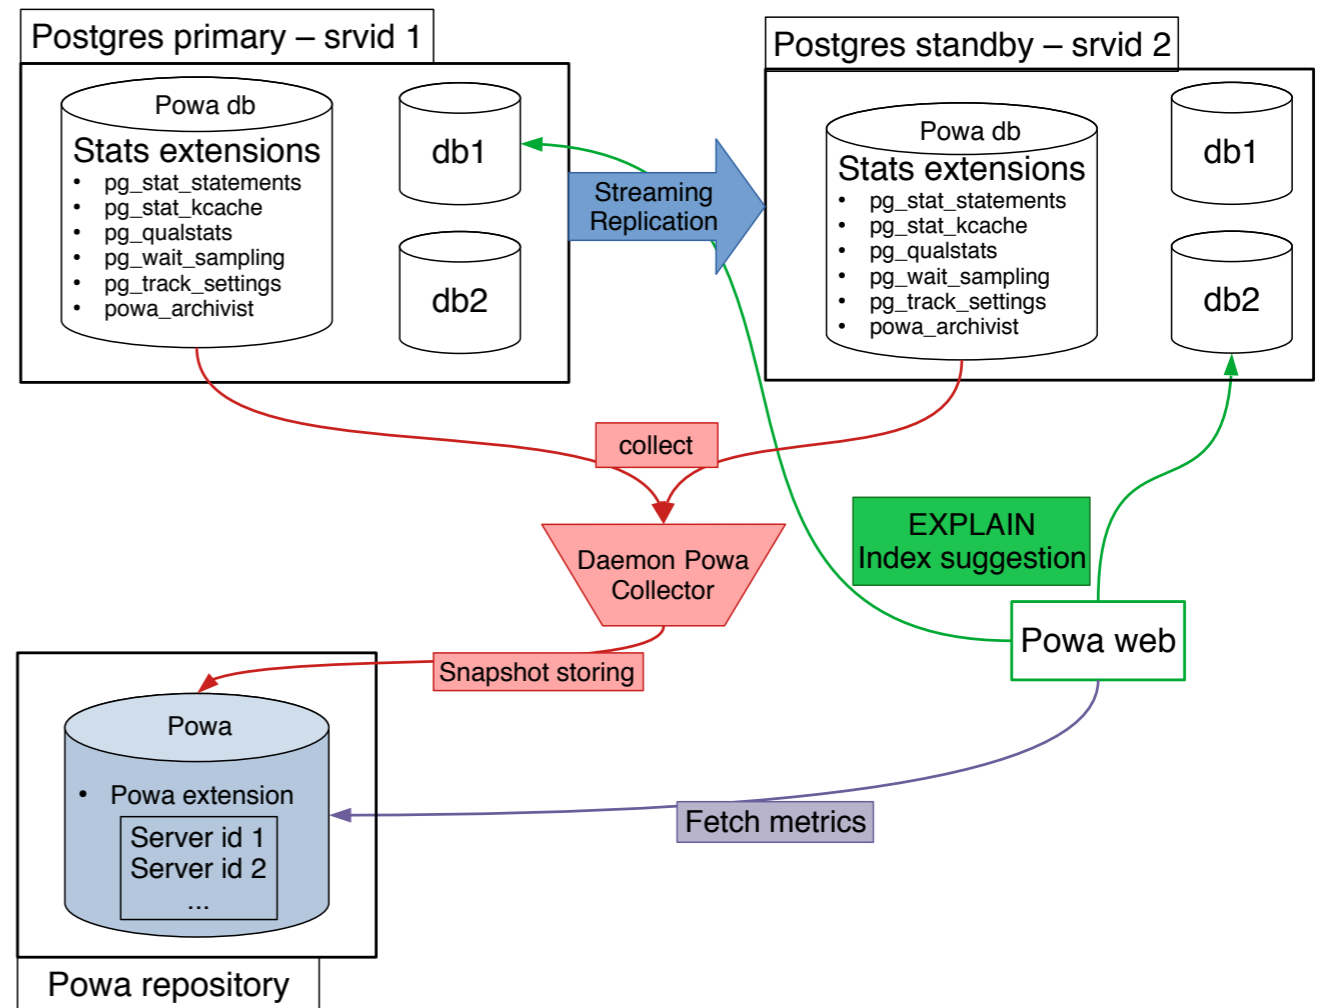 Postgres primary – srvid 1
Powa db
Stats extensions
• pg_stat_statements
• pg_stat_kcache
• pg_qualstats
• pg_wait_sampling
• pg_track_settings
• powa_archivist
db1
db2
Streaming
Replication
Postgres standby – srvid 2
Powa db
Stats extensions
• pg_stat_statements
• pg_stat_kcache
• pg_qualstats
• pg_wait_sampling
• pg_track_settings
• powa_archivist
db1
db2
collect
Daemon Powa
Collector
EXPLAIN
Index suggestion
Powa web
Snapshot storing
Powa
• Powa extension
Server id 1
Server id 2
...
Fetch metrics
Powa repository